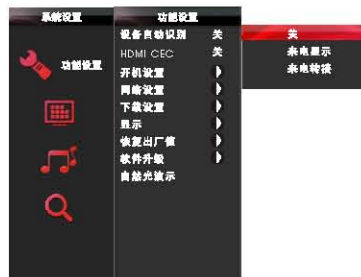 系统设置
功能设置
功能设置
设备自动识别 关
HDMI CEC 关
开机设置
网络设置
下载设置
显示
恢复出厂值
软件升级
自然光演示
关
来电显示
来电转接